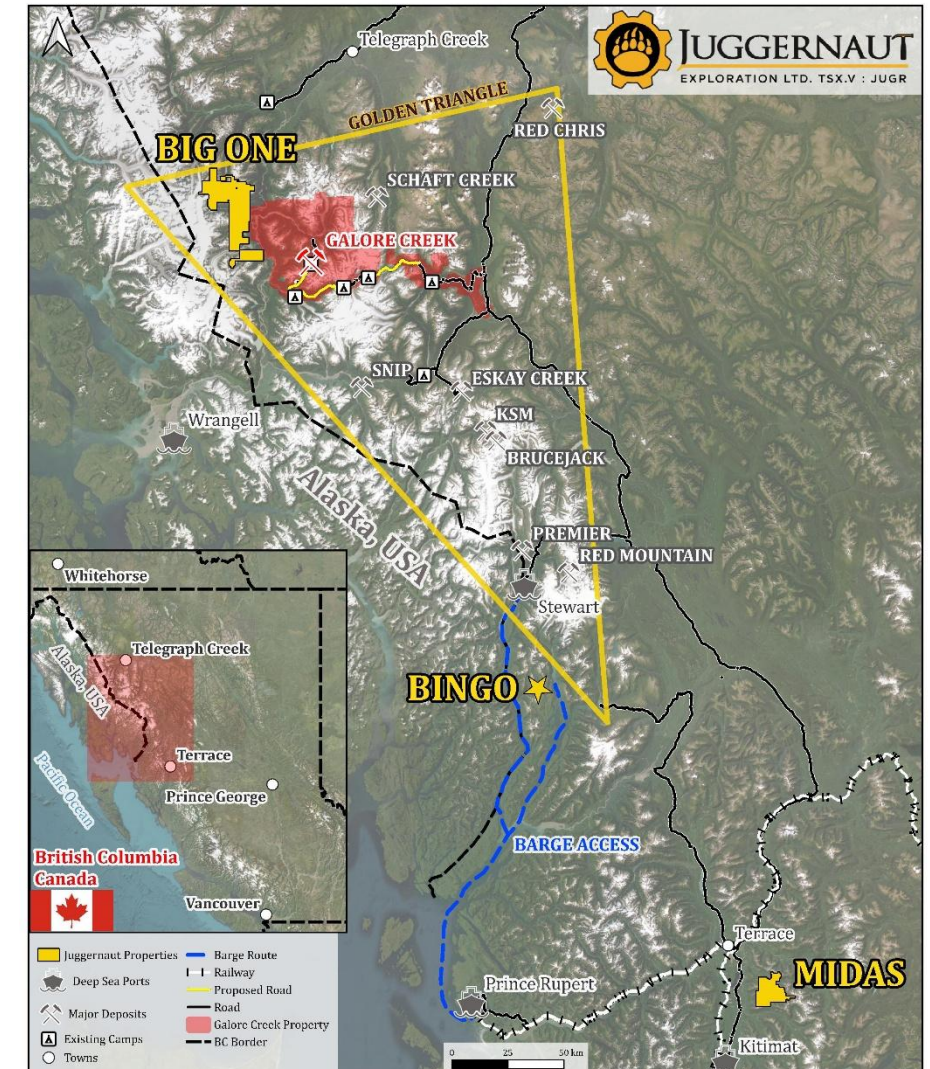 JUGGERNAUT
EXPLORATION LTD. TSX.V : JUGR
Telegraph Creek
GOLDEN TRIANGLE
RED CHRIS
BIG ONE
SCHAFT CREEK
GALORE CREEK
SNIP
ESKAY CREEK
KSM
BRUCEJACK
Wrangell
Alaska, USA
PREMIER
RED MOUNTAIN
Stewart
BINGO
BARGE ACCESS
Terrace
MIDAS
Prince Rupert
Kitimat
Whitehorse
Telegraph Creek
Alaska, USA
Terrace
Prince George
Pacific Ocean
British Columbia
Canada
Vancouver
Juggernaut Properties
Deep Sea Ports
Major Deposits
Existing Camps
Towns
Barge Route
Railway
Proposed Road
Road
Galore Creek Property
BC Border
0 25 50 km